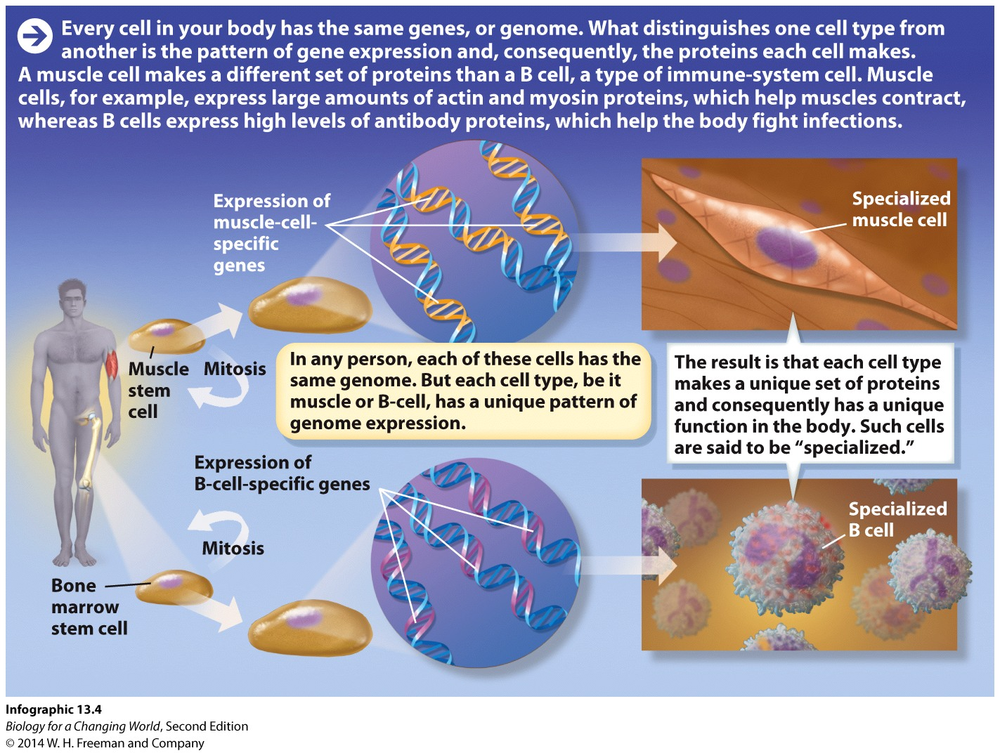 Every cell in your body has the same genes, or genome. What distinguishes one cell type from
another is the pattern of gene expression and, consequently, the proteins each cell makes.
A muscle cell makes a different set of proteins than a B cell, a type of immune-system cell. Muscle
cells, for example, express large amounts of actin and myosin proteins, which help muscles contract,
whereas B cells express high levels of antibody proteins, which help the body fight infections.
Expression of
muscle-cell-
specific
genes
Specialized
muscle cell
Muscle
stem
cell
Mitosis
In any person, each of these cells has the
same genome. But each cell type, be it
muscle or B-cell, has a unique pattern of
genome expression.
The result is that each cell type
makes a unique set of proteins
and consequently has a unique
function in the body. Such cells
are said to be “specialized.”
Expression of
B-cell-specific genes
Mitosis
Specialized
B cell
Bone
marrow
stem cell
Infographic 13.4
Biology for a Changing World, Second Edition
© 2014 W. H. Freeman and Company